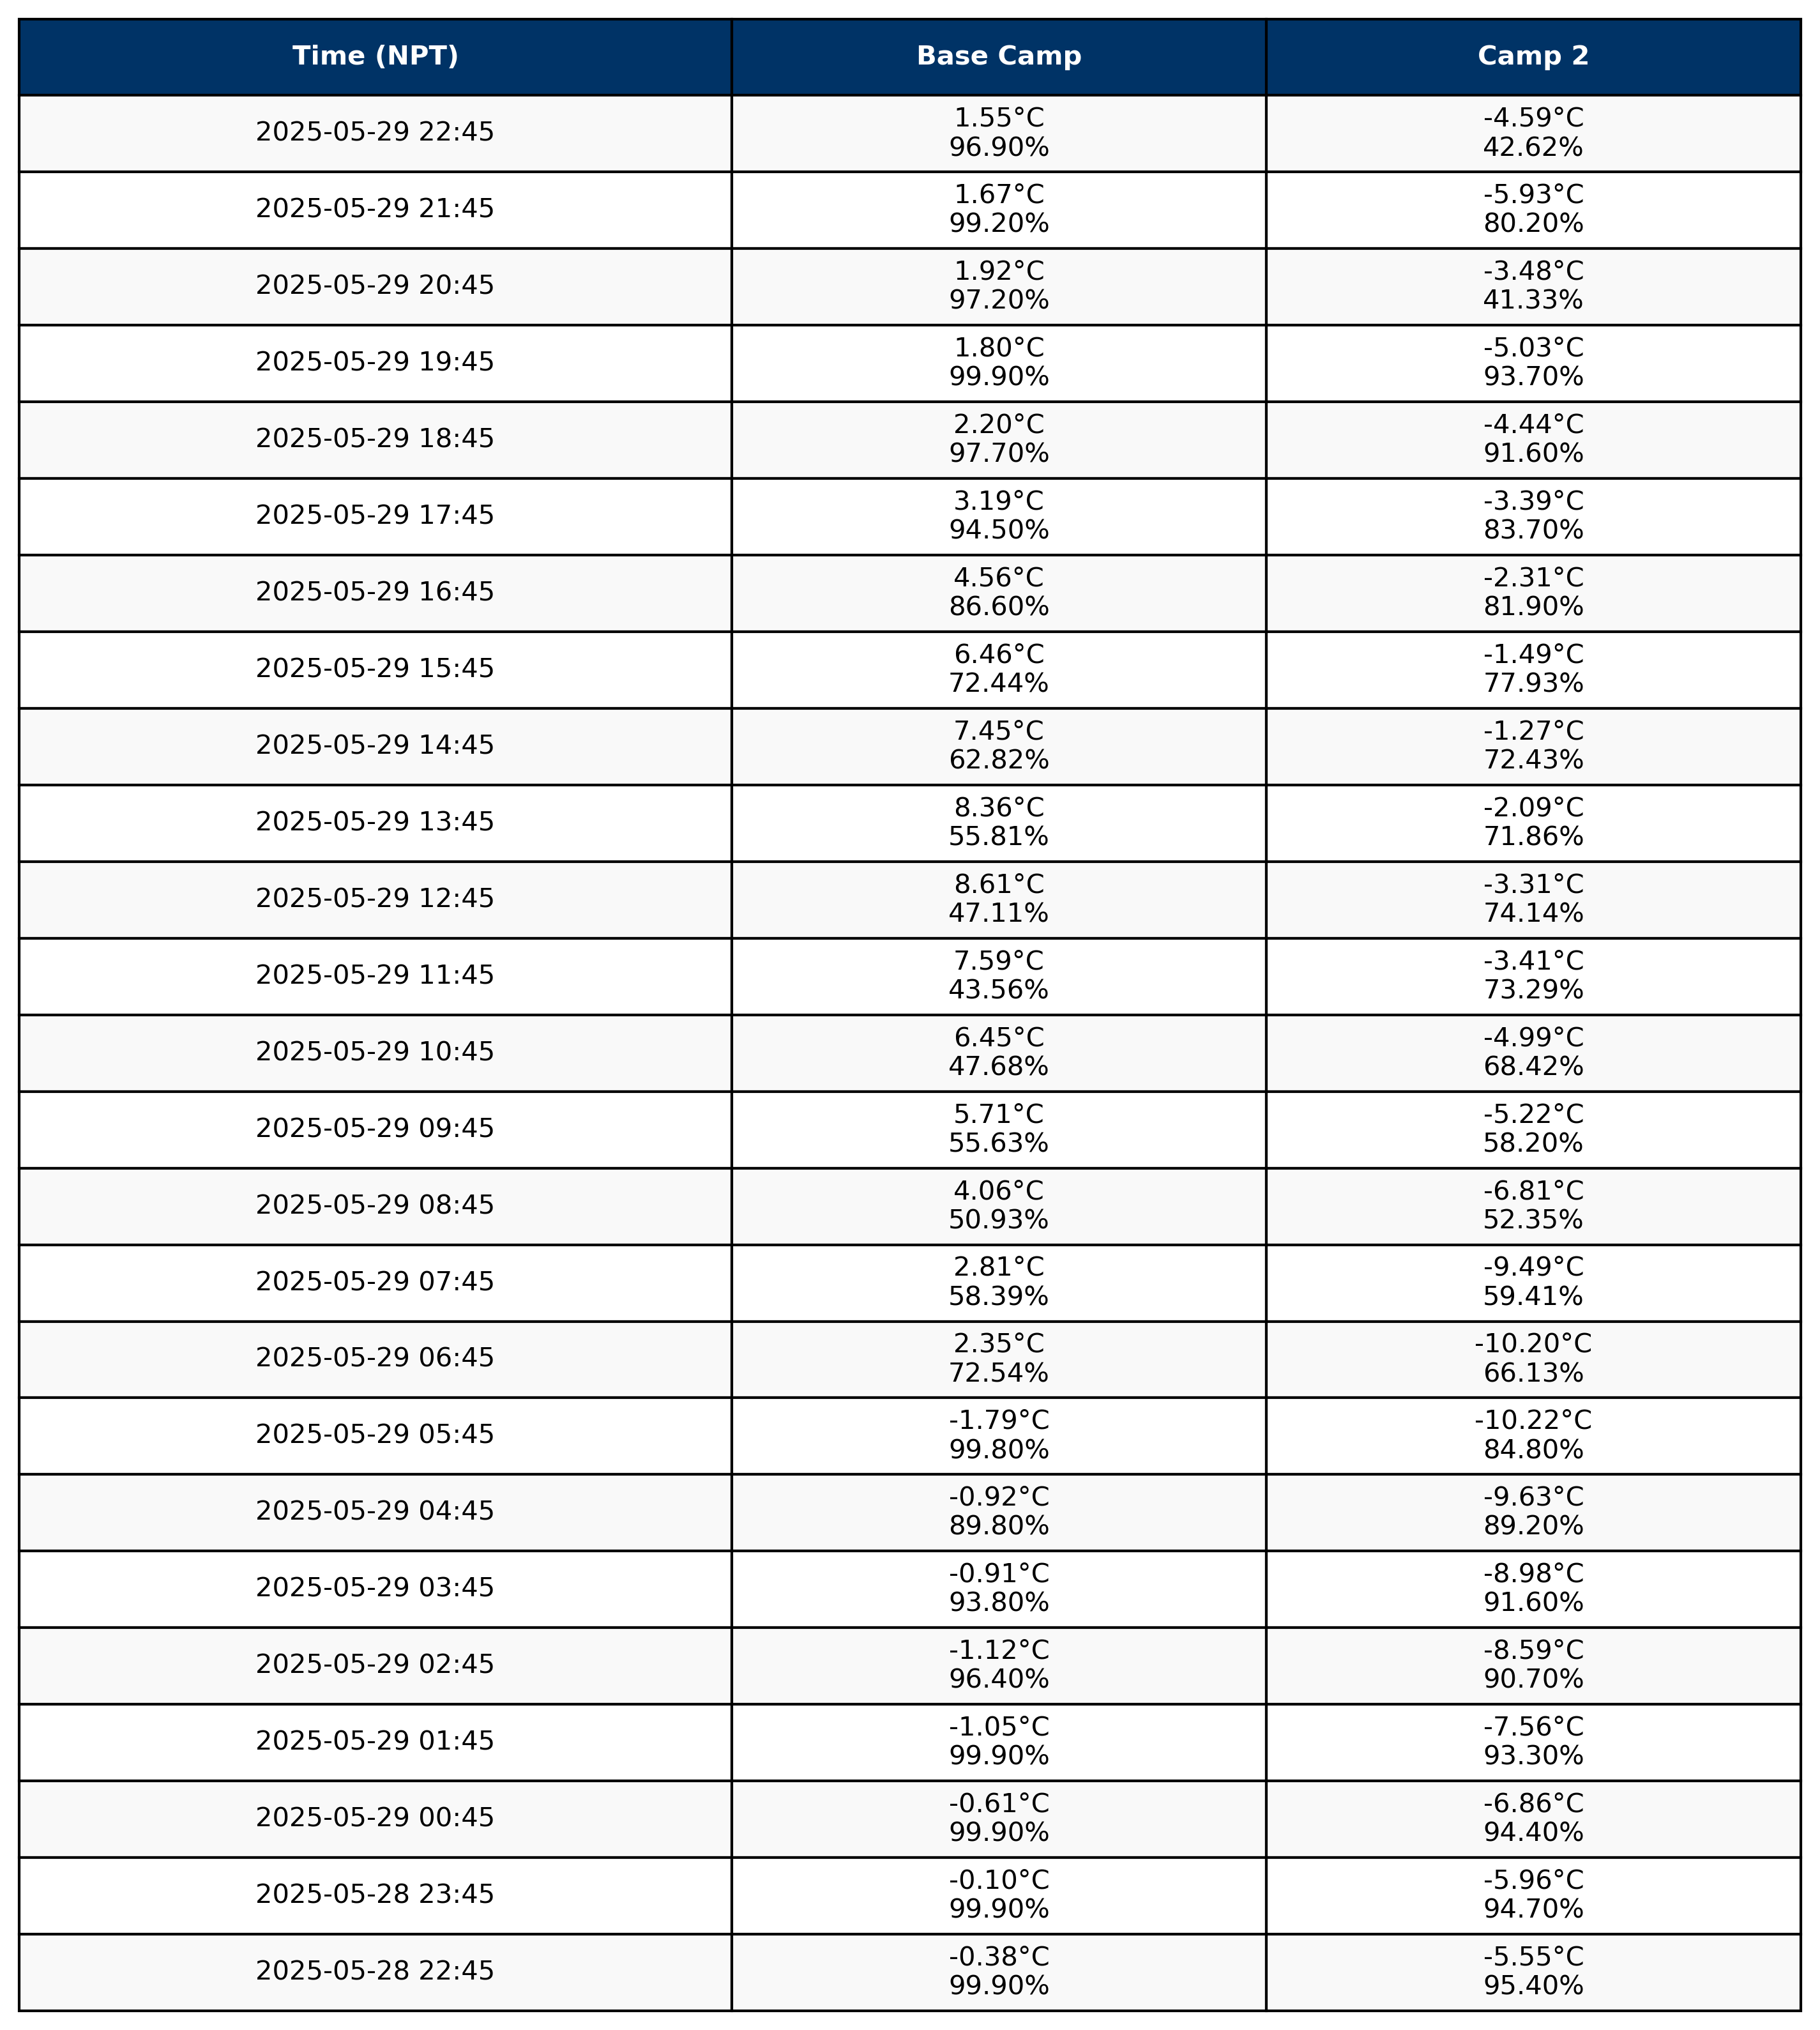 Time (NPT) Base Camp Camp 2
2025-05-29 22:45 1.55°C -4.59°C
96.90% 42.62%
2025-05-29 21:45 1.67°C -5.93°C
99.20% 80.20%
2025-05-29 20:45 1.92°C -3.48°C
97.20% 41.33%
2025-05-29 19:45 1.80°C -5.03°C
99.90% 93.70%
2025-05-29 18:45 2.20°C -4.44°C
97.70% 91.60%
2025-05-29 17:45 3.19°C -3.39°C
94.50% 83.70%
2025-05-29 16:45 4.56°C -2.31°C
86.60% 81.90%
2025-05-29 15:45 6.46°C -1.49°C
72.44% 77.93%
2025-05-29 14:45 7.45°C -1.27°C
62.82% 72.43%
2025-05-29 13:45 8.36°C -2.09°C
55.81% 71.86%
2025-05-29 12:45 8.61°C -3.31°C
47.11% 74.14%
2025-05-29 11:45 7.59°C -3.41°C
43.56% 73.29%
2025-05-29 10:45 6.45°C -4.99°C
47.68% 68.42%
2025-05-29 09:45 5.71°C -5.22°C
55.63% 58.20%
2025-05-29 08:45 4.06°C -6.81°C
50.93% 52.35%
2025-05-29 07:45 2.81°C -9.49°C
58.39% 59.41%
2025-05-29 06:45 2.35°C -10.20°C
72.54% 66.13%
2025-05-29 05:45 -1.79°C -10.22°C
99.80% 84.80%
2025-05-29 04:45 -0.92°C -9.63°C
89.80% 89.20%
2025-05-29 03:45 -0.91°C -8.98°C
93.80% 91.60%
2025-05-29 02:45 -1.12°C -8.59°C
96.40% 90.70%
2025-05-29 01:45 -1.05°C -7.56°C
99.90% 93.30%
2025-05-29 00:45 -0.61°C -6.86°C
99.90% 94.40%
2025-05-28 23:45 -0.10°C -5.96°C
99.90% 94.70%
2025-05-28 22:45 -0.38°C -5.55°C
99.90% 95.40%